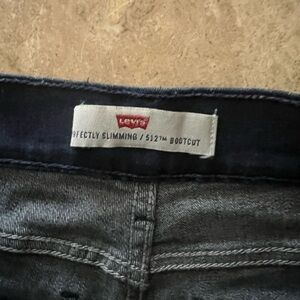 Levi's
RFECTLY SLIMMING / 512™ BOOTCUT